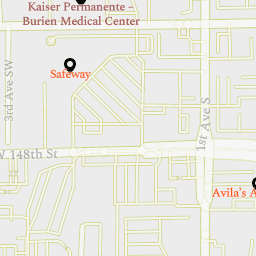 Kaiser Permanente –
Burien Medical Center
Safeway
3rd Ave SW
1st Ave S
W 148th St
Avila's A